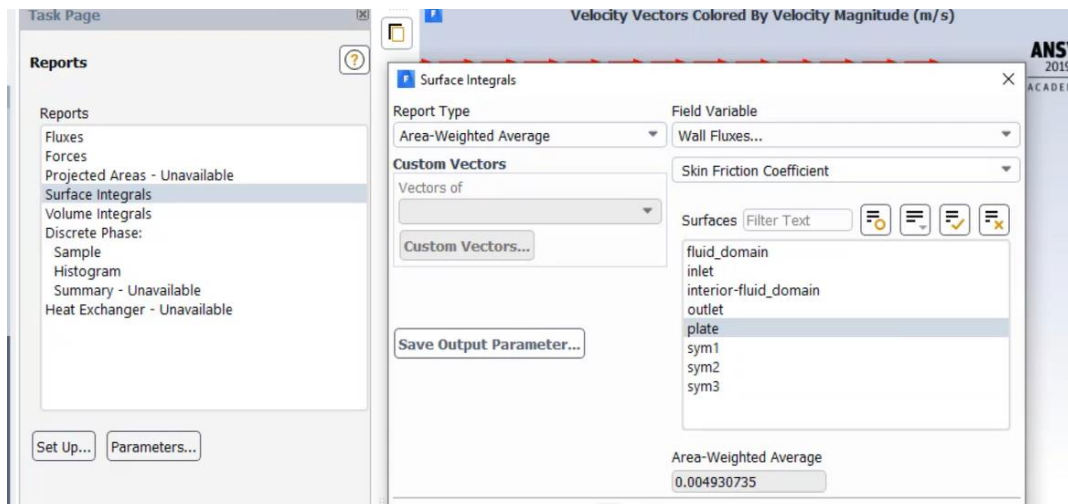 Task Page
Reports
Reports
Fluxes
Forces
Projected Areas - Unavailable
Surface Integrals
Volume Integrals
Discrete Phase:
Sample
Histogram
Summary - Unavailable
Heat Exchanger - Unavailable
Set Up...
Parameters...
Velocity Vectors Colored By Velocity Magnitude (m/s)
Surface Integrals
Report Type
Area-Weighted Average
Custom Vectors
Vectors of
Custom Vectors...
Save Output Parameter...
Field Variable
Wall Fluxes...
Skin Friction Coefficient
Surfaces Filter Text
fluid_domain
inlet
interior-fluid_domain
outlet
plate
sym1
sym2
sym3
Area-Weighted Average
0.004930735
ANSY
2019
ACADE